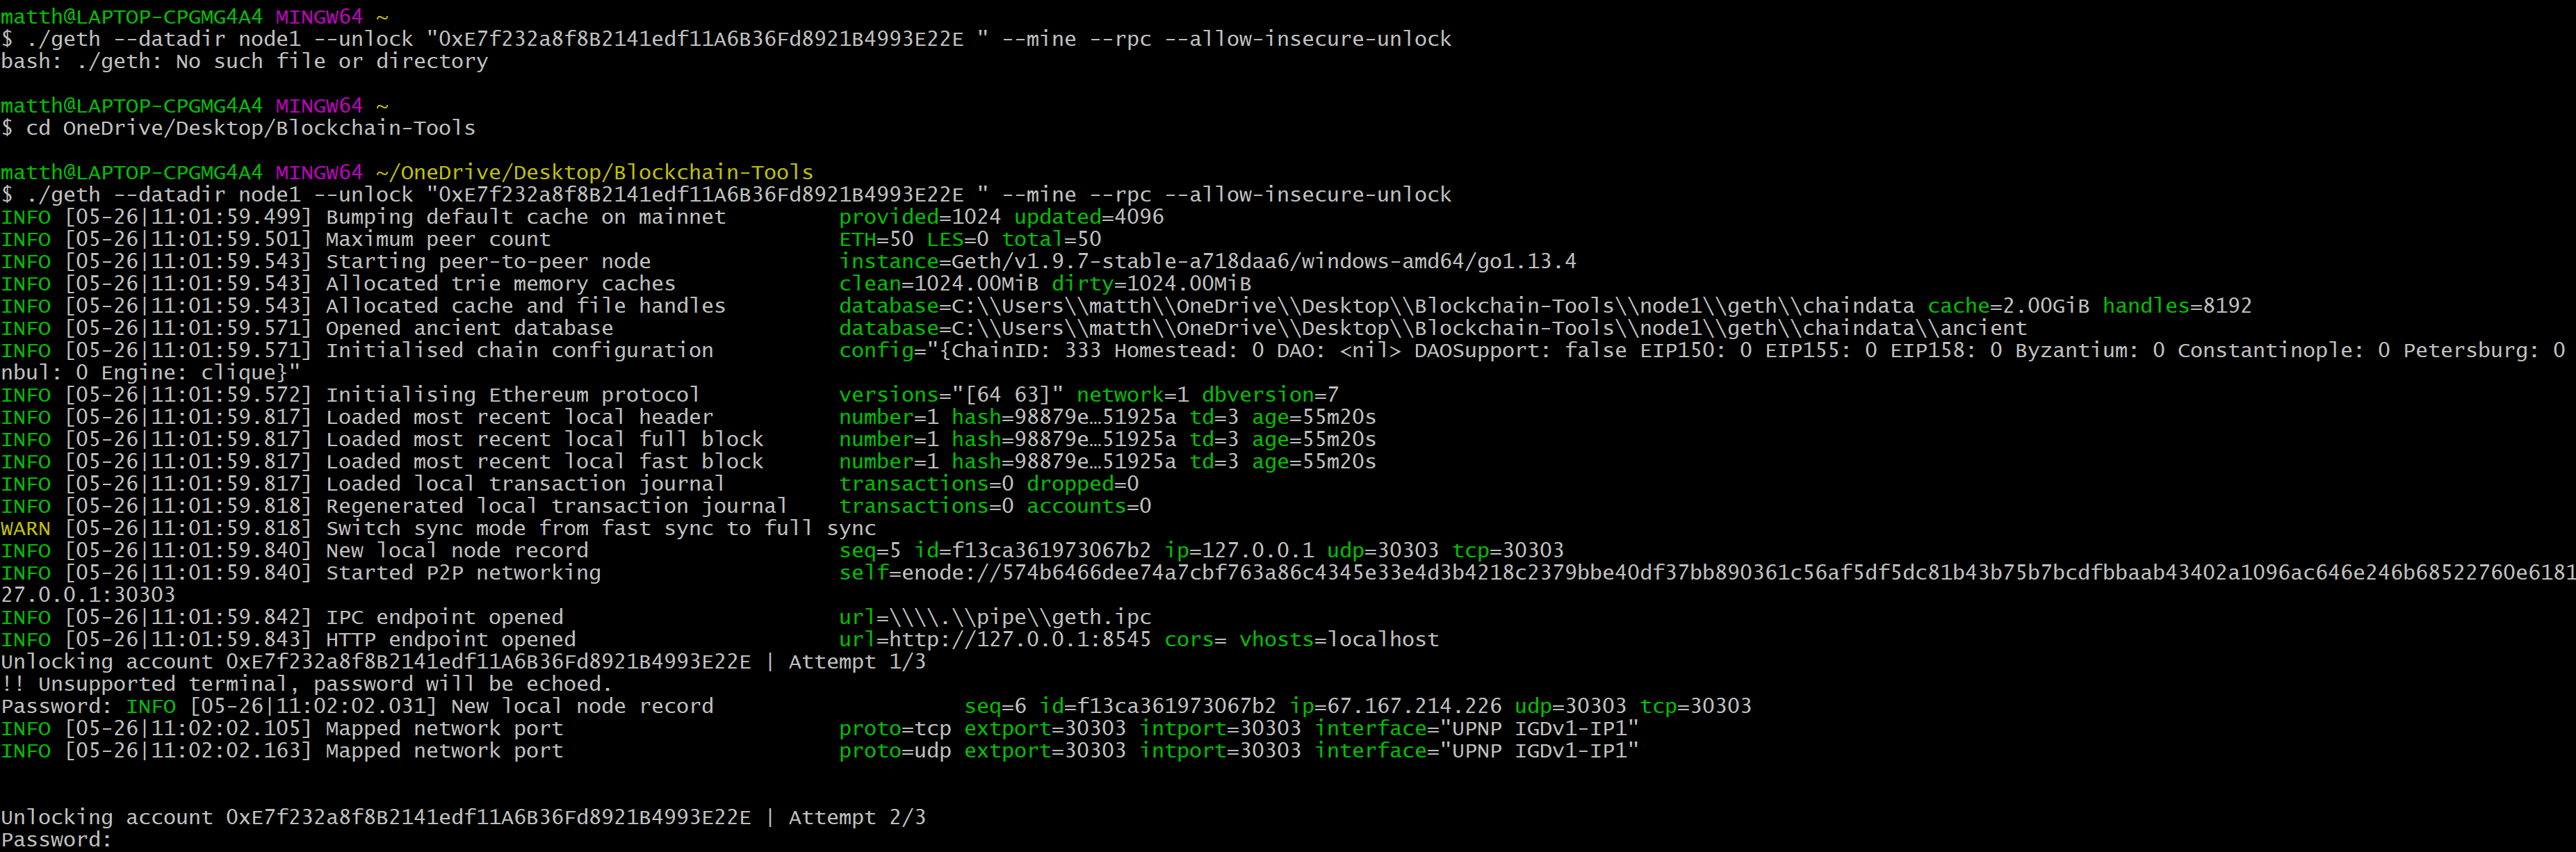 matth@LAPTOP-CPGMG4A4 MINGW64 ~
$ ./geth --datadir node1 --unlock "0xE7f232a8f8B2141edf11A6B36Fd8921B4993E22E " --mine --rpc --allow-insecure-unlock
bash: ./geth: No such file or directory
matth@LAPTOP-CPGMG4A4 MINGW64 ~
$ cd OneDrive/Desktop/Blockchain-Tools
matth@LAPTOP-CPGMG4A4 MINGW64 ~/OneDrive/Desktop/Blockchain-Tools
$ ./geth --datadir node1 --unlock "0xE7f232a8f8B2141edf11A6B36Fd8921B4993E22E " --mine --rpc --allow-insecure-unlock
INFO [05-26|11:01:59.499] Bumping default cache on mainnet provided=1024 updated=4096
INFO [05-26|11:01:59.501] Maximum peer count ETH=50 LES=0 total=50
INFO [05-26|11:01:59.543] Starting peer-to-peer node instance=Geth/v1.9.7-stable-a718daa6/windows-amd64/go1.13.4
INFO [05-26|11:01:59.543] Allocated trie memory caches clean=1024.00MiB dirty=1024.00MiB
INFO [05-26|11:01:59.543] Allocated cache and file handles database=C:\\Users\\matth\\OneDrive\\Desktop\\Blockchain-Tools\\node1\\geth\\chaindata cache=2.00GiB handles=8192
INFO [05-26|11:01:59.571] Opened ancient database database=C:\\Users\\matth\\OneDrive\\Desktop\\Blockchain-Tools\\node1\\geth\\chaindata\\ancient
INFO [05-26|11:01:59.571] Initialised chain configuration config="{ChainID: 333 Homestead: 0 DAO: <nil> DAOSupport: false EIP150: 0 EIP155: 0 EIP158: 0 Byzantium: 0 Constantinople: 0 Petersburg: 0
nbul: 0 Engine: clique}"
INFO [05-26|11:01:59.572] Initialising Ethereum protocol versions="[64 63]" network=1 dbversion=7
INFO [05-26|11:01:59.817] Loaded most recent local header number=1 hash=98879e…51925a td=3 age=55m20s
INFO [05-26|11:01:59.817] Loaded most recent local full block number=1 hash=98879e…51925a td=3 age=55m20s
INFO [05-26|11:01:59.817] Loaded most recent local fast block number=1 hash=98879e…51925a td=3 age=55m20s
INFO [05-26|11:01:59.817] Loaded local transaction journal transactions=0 dropped=0
INFO [05-26|11:01:59.818] Regenerated local transaction journal transactions=0 accounts=0
WARN [05-26|11:01:59.818] Switch sync mode from fast sync to full sync
INFO [05-26|11:01:59.840] New local node record seq=5 id=f13ca361973067b2 ip=127.0.0.1 udp=30303 tcp=30303
INFO [05-26|11:01:59.840] Started P2P networking self=enode://574b6466dee74a7cbf763a86c4345e33e4d3b4218c2379bbe40df37bb890361c56af5df5dc81b43b75b7bcdfbbaab43402a1096ac646e246b68522760e6181
27.0.0.1:30303
INFO [05-26|11:01:59.842] IPC endpoint opened url=\\\\.\\pipe\\geth.ipc
INFO [05-26|11:01:59.843] HTTP endpoint opened url=http://127.0.0.1:8545 cors= vhosts=localhost
Unlocking account 0xE7f232a8f8B2141edf11A6B36Fd8921B4993E22E | Attempt 1/3
!! Unsupported terminal, password will be echoed.
Password: INFO [05-26|11:02:02.031] New local node record seq=6 id=f13ca361973067b2 ip=67.167.214.226 udp=30303 tcp=30303
INFO [05-26|11:02:02.105] Mapped network port proto=tcp extport=30303 intport=30303 interface="UPNP IGDv1-IP1"
INFO [05-26|11:02:02.163] Mapped network port proto=udp extport=30303 intport=30303 interface="UPNP IGDv1-IP1"
Unlocking account 0xE7f232a8f8B2141edf11A6B36Fd8921B4993E22E | Attempt 2/3
Password: